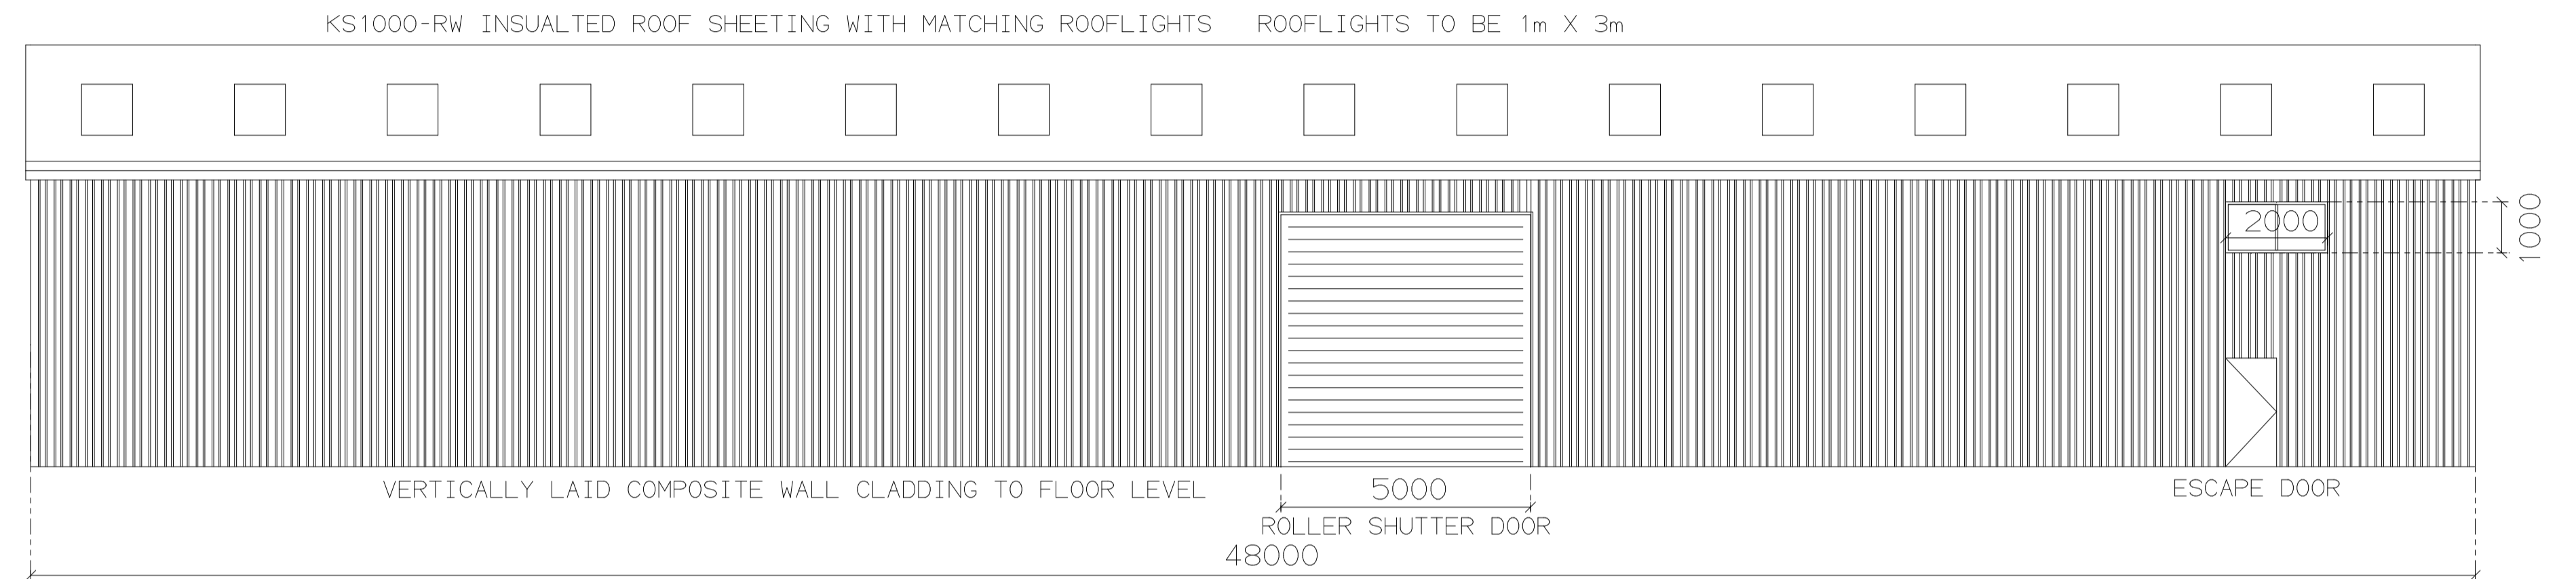 KS1000-RW INSUALTED ROOF SHEETING WITH MATCHING ROOFLIGHTS ROOFLIGHTS TO BE 1m X 3m
2000
1000
VERTICALLY LAID COMPOSITE WALL CLADDING TO FLOOR LEVEL
5000
ESCAPE DOOR
ROLLER SHUTTER DOOR
48000